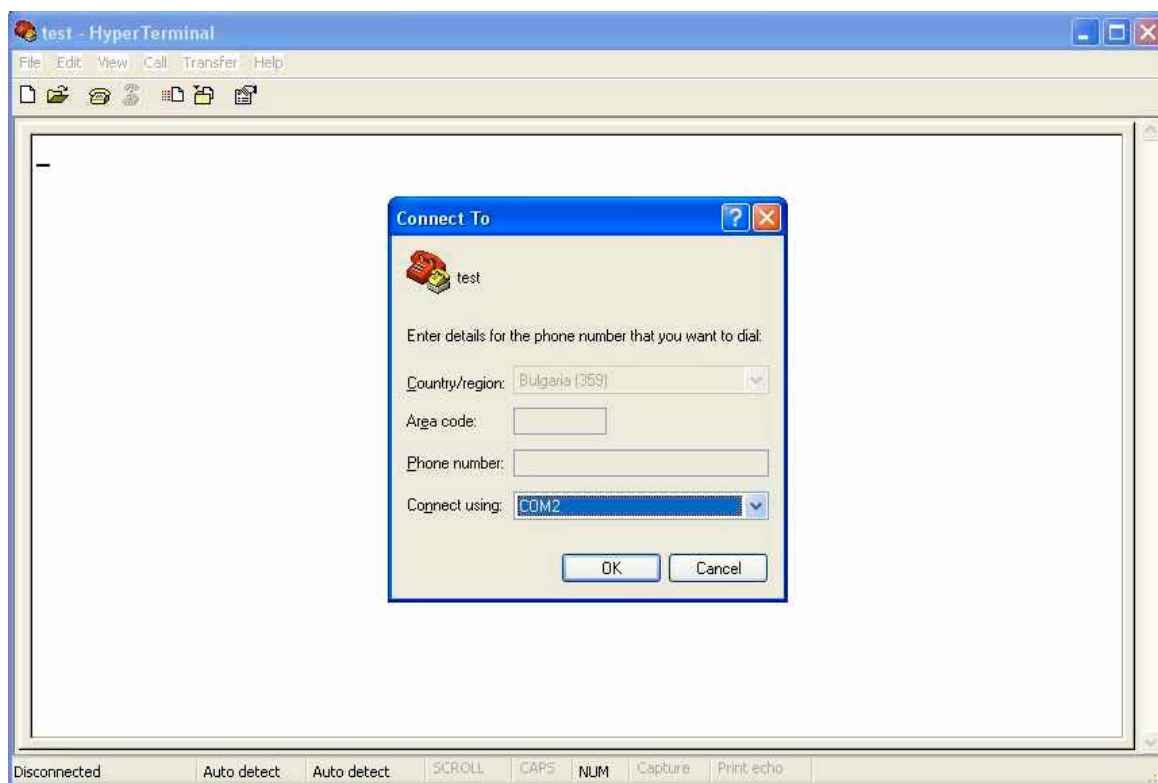 test - HyperTerminal
File Edit View Call Transfer Help
Connect To
?
test
Enter details for the phone number that you want to dial:
Country/region: Bulgaria (359)
Area code:
Phone number:
Connect using: COM2
OK Cancel
Disconnected Auto detect Auto detect SCROLL CAPS NUM Capture Print echo